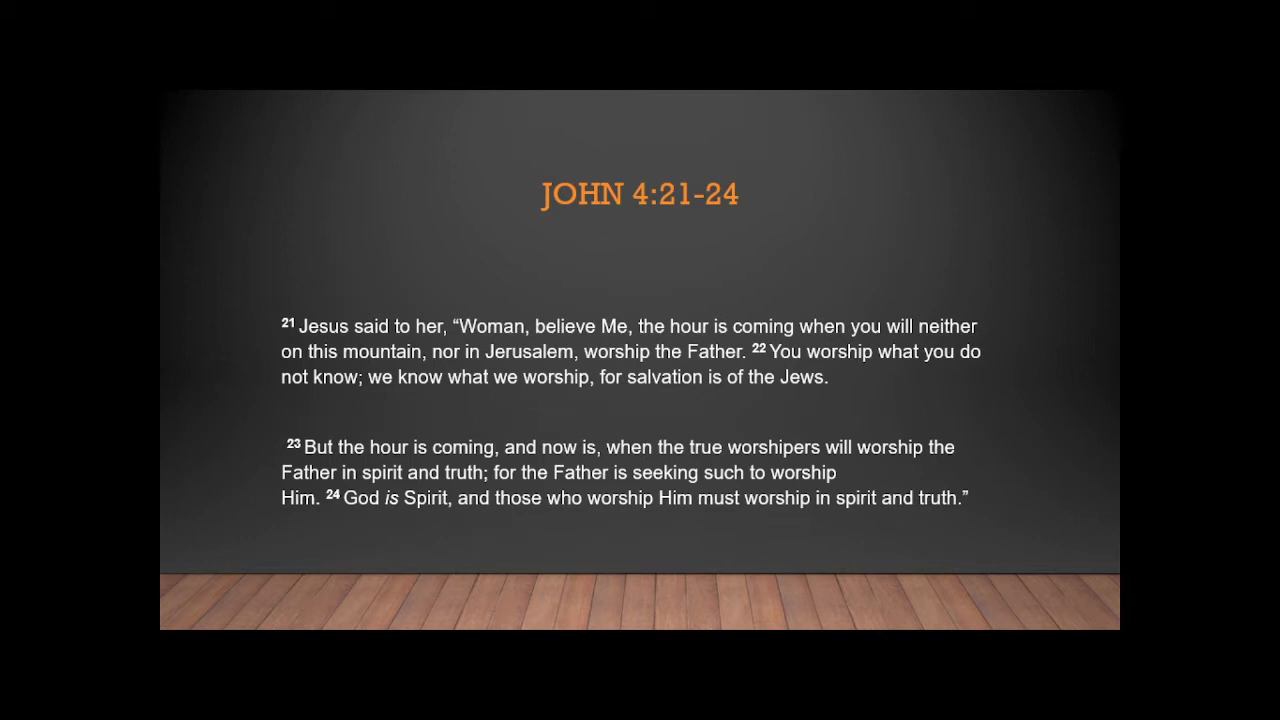 JOHN 4:21-24
21 Jesus said to her, “Woman, believe Me, the hour is coming when you will neither
on this mountain, nor in Jerusalem, worship the Father. 22 You worship what you do
not know; we know what we worship, for salvation is of the Jews.
23 But the hour is coming, and now is, when the true worshipers will worship the
Father in spirit and truth; for the Father is seeking such to worship
Him. 24 God is Spirit, and those who worship Him must worship in spirit and truth.”